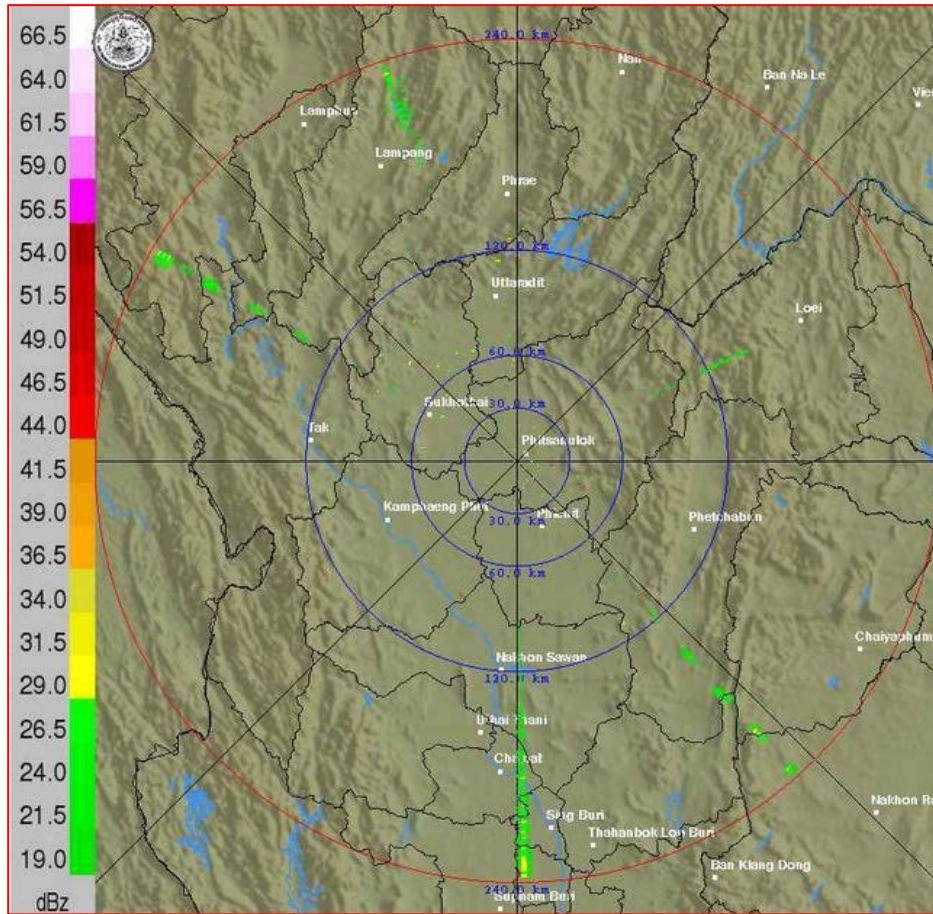 66.5
64.0
61.5
59.0
56.5
54.0
51.5
49.0
46.5
44.0
41.5
39.0
36.5
34.0
31.5
29.0
26.5
24.0
21.5
19.0
dBz
240.0 km
Nan
Ban Na Le
Lamphun
Lampang
Phrae
120.0 km
Uttaradit
Loei
60.0 km
Sukhothai
30.0 km
Tak
Phitsanulok
Kamphaeng Phet
30.0 km
Phichit
Phetchabun
60.0 km
Chaiyaphum
Nakhon Sawan
120.0 km
Uthai Thani
Chainat
Sing Buri
Nakhon Ra
Thahanbok Lop Buri
Ban Klang Dong
240.0 km
Suphan Buri